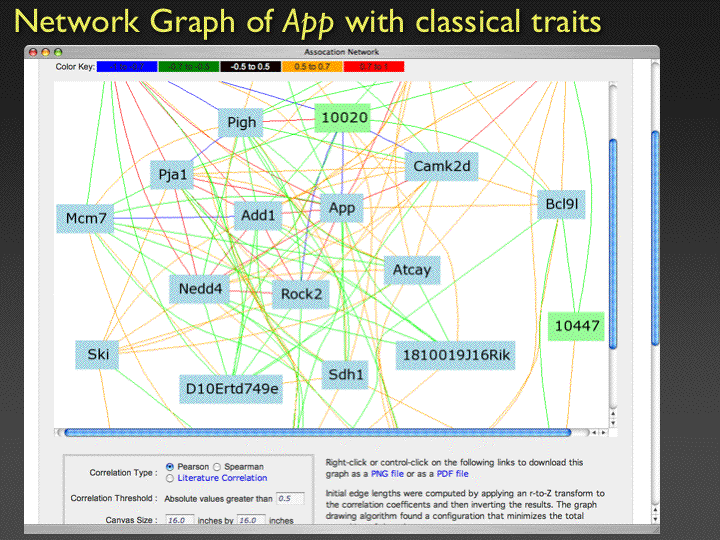 Network Graph of App with classical traits
Assocation Network
Color Key: -0.7 to -0.5 -0.5 to 0.5 0.5 to 0.7 0.7 to 1
Pigh
10020
Pja1
Camk2d
Mcm7
Add1
App
Bcl9l
Nedd4
Rock2
Atcay
10447
Ski
D10Ertd749e
Sdh1
1810019J16Rik
Correlation Type : Pearson Spearman
Literature Correlation
Correlation Threshold : Absolute values greater than 0.5
Canvas Size : 16.0 inches by 16.0 inches
Right-click or control-click on the following links to download this
graph as a PNG file or as a PDF file
Initial edge lengths were computed by applying an r-to-Z transform to
the correlation coefficents and then inverting the results. The graph
drawing algorithm found a configuration that minimizes the total